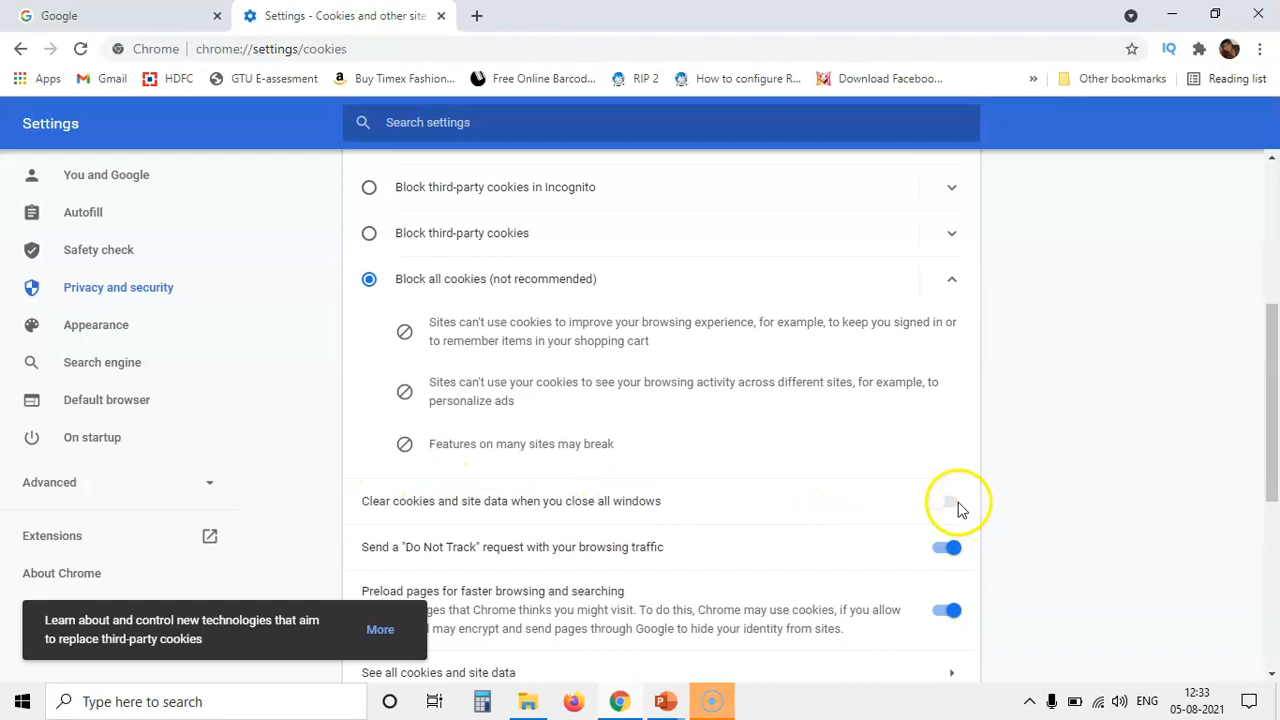 Google
Settings - Cookies and other site
Chrome
chrome://settings/cookies
Apps
Gmail
HDFC
GTU E-assesment
Buy Timex Fashion...
Free Online Barcod...
RIP 2
How to configure R...
Download Faceboo...
»
Other bookmarks
Reading list
Settings
Search settings
You and Google
Autofill
Safety check
Privacy and security
Appearance
Search engine
Default browser
On startup
Advanced
Extensions
About Chrome
Block third-party cookies in Incognito
Block third-party cookies
Block all cookies (not recommended)
Sites can't use cookies to improve your browsing experience, for example, to keep you signed in or
to remember items in your shopping cart
Sites can't use your cookies to see your browsing activity across different sites, for example, to
personalize ads
Features on many sites may break
Clear cookies and site data when you close all windows
Send a "Do Not Track" request with your browsing traffic
Preload pages for faster browsing and searching
that Chrome thinks you might visit. To do this, Chrome may use cookies, if you allow
may encrypt and send pages through Google to hide your identity from sites.
See all cookies and site data
Learn about and control new technologies that aim
to replace third-party cookies
More
Type here to search
ENG
12:33
05-08-2021
IQ